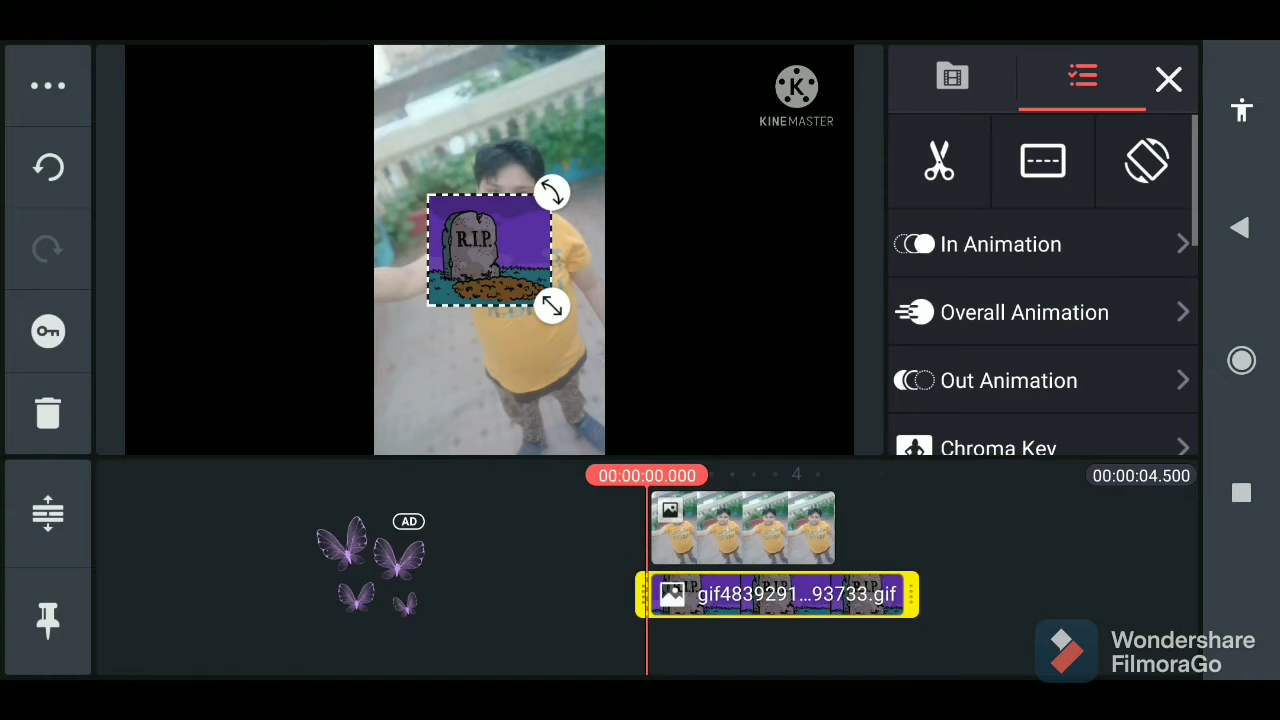 KINEMASTER
R.I.P.
In Animation
Overall Animation
Out Animation
Chroma Key
00:00:00.000
4
00:00:04.500
AD
gif4839291...93733.gif
Wondershare
FilmoraGo